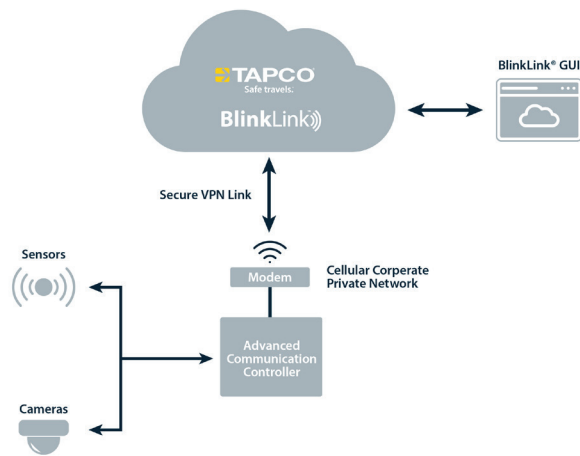 TAPCO®
Safe travels.
BlinkLink
BlinkLink® GUI
Secure VPN Link
Sensors
Modem
Cellular Corperate
Private Network
Advanced
Communication
Controller
Cameras